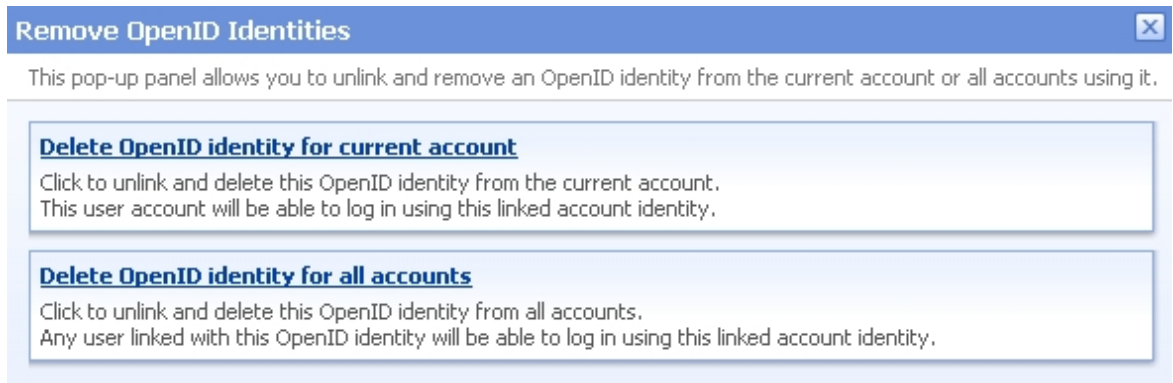 Remove OpenID Identities
This pop-up panel allows you to unlink and remove an OpenID identity from the current account or all accounts using it.
Delete OpenID identity for current account
Click to unlink and delete this OpenID identity from the current account.
This user account will be able to log in using this linked account identity.
Delete OpenID identity for all accounts
Click to unlink and delete this OpenID identity from all accounts.
Any user linked with this OpenID identity will be able to log in using this linked account identity.